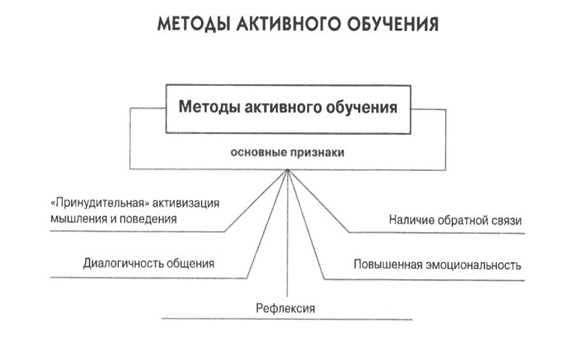 МЕТОДЫ АКТИВНОГО ОБУЧЕНИЯ
Методы активного обучения
основные признаки
«Принудительная» активизация
мышления и поведения
Наличие обратной связи
Диалогичность общения
Повышенная эмоциональность
Рефлексия